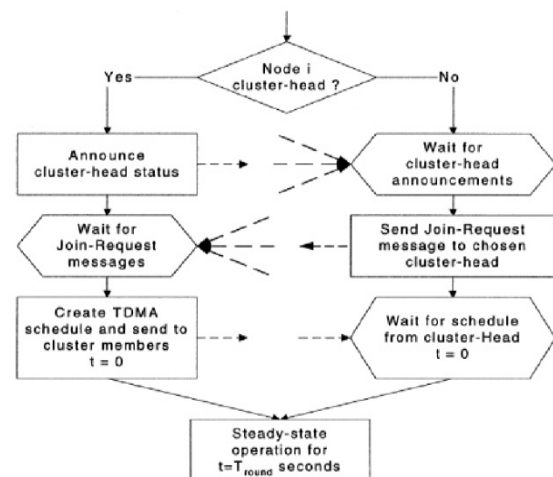 Node i
cluster-head ?
Yes
No
Announce
cluster-head status
Wait for
cluster-head
announcements
Wait for
Join-Request
messages
Send Join-Request
message to chosen
cluster-head
Create TDMA
schedule and send to
cluster members
t = 0
Wait for schedule
from cluster-Head
t = 0
Steady-state
operation for
t=Tround seconds